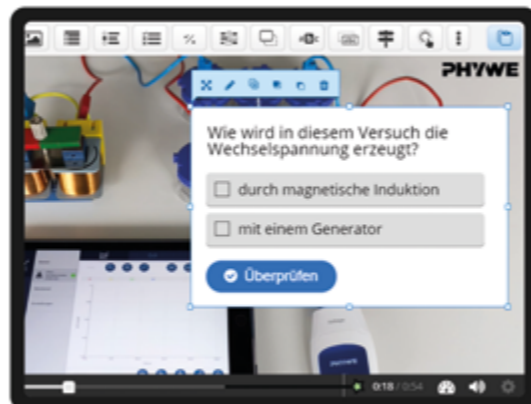 PHYWE
Wie wird in diesem Versuch die
Wechselspannung erzeugt?
durch magnetische Induktion
mit einem Generator
Überprüfen
PHYWE
0:18 / 0:54